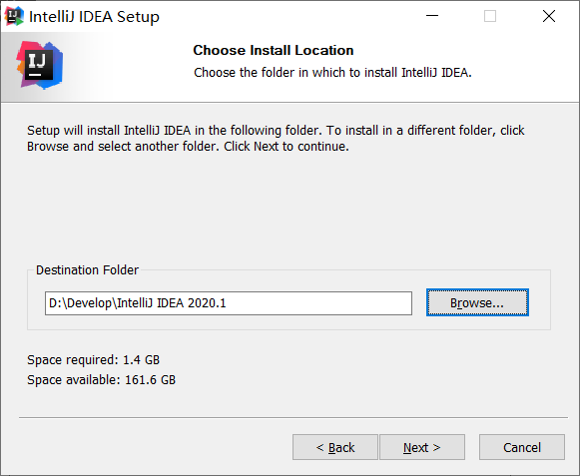 IntelliJ IDEA Setup
IJ
Choose Install Location
Choose the folder in which to install IntelliJ IDEA.
Setup will install IntelliJ IDEA in the following folder. To install in a different folder, click
Browse and select another folder. Click Next to continue.
Destination Folder
D:\Develop\IntelliJ IDEA 2020.1
Browse...
Space required: 1.4 GB
Space available: 161.6 GB
< Back
Next >
Cancel